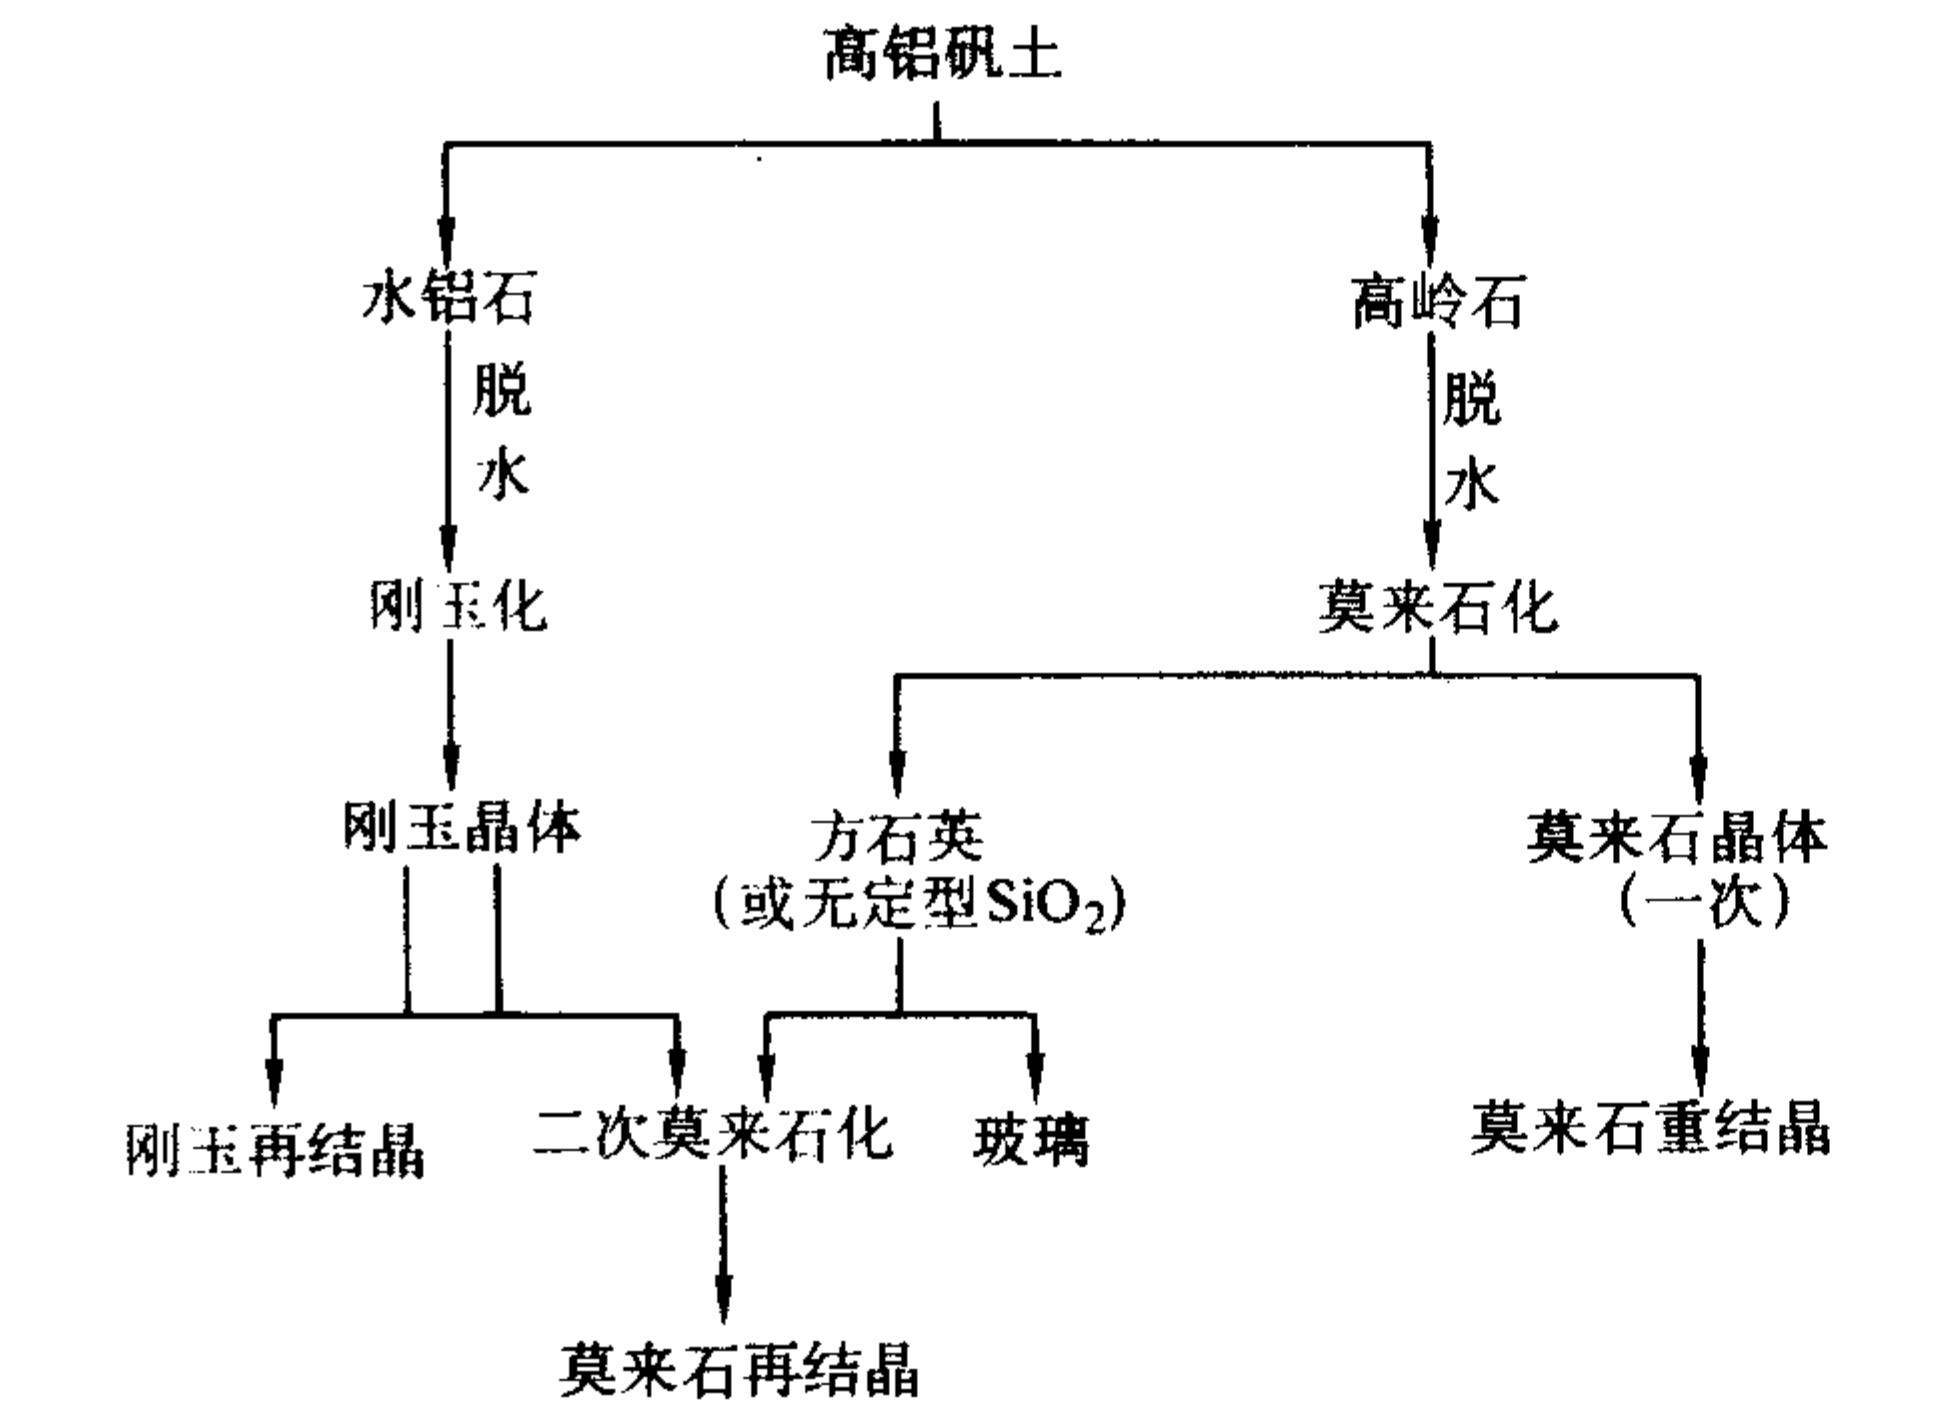 高铝矾土
水铝石
高岭石
脱
水
脱
水
刚玉化
莫来石化
刚玉晶体
方石英
(或无定型SiO₂)
莫来石晶体
(一次)
刚玉再结晶
二次莫来石化
玻璃
莫来石重结晶
莫来石再结晶